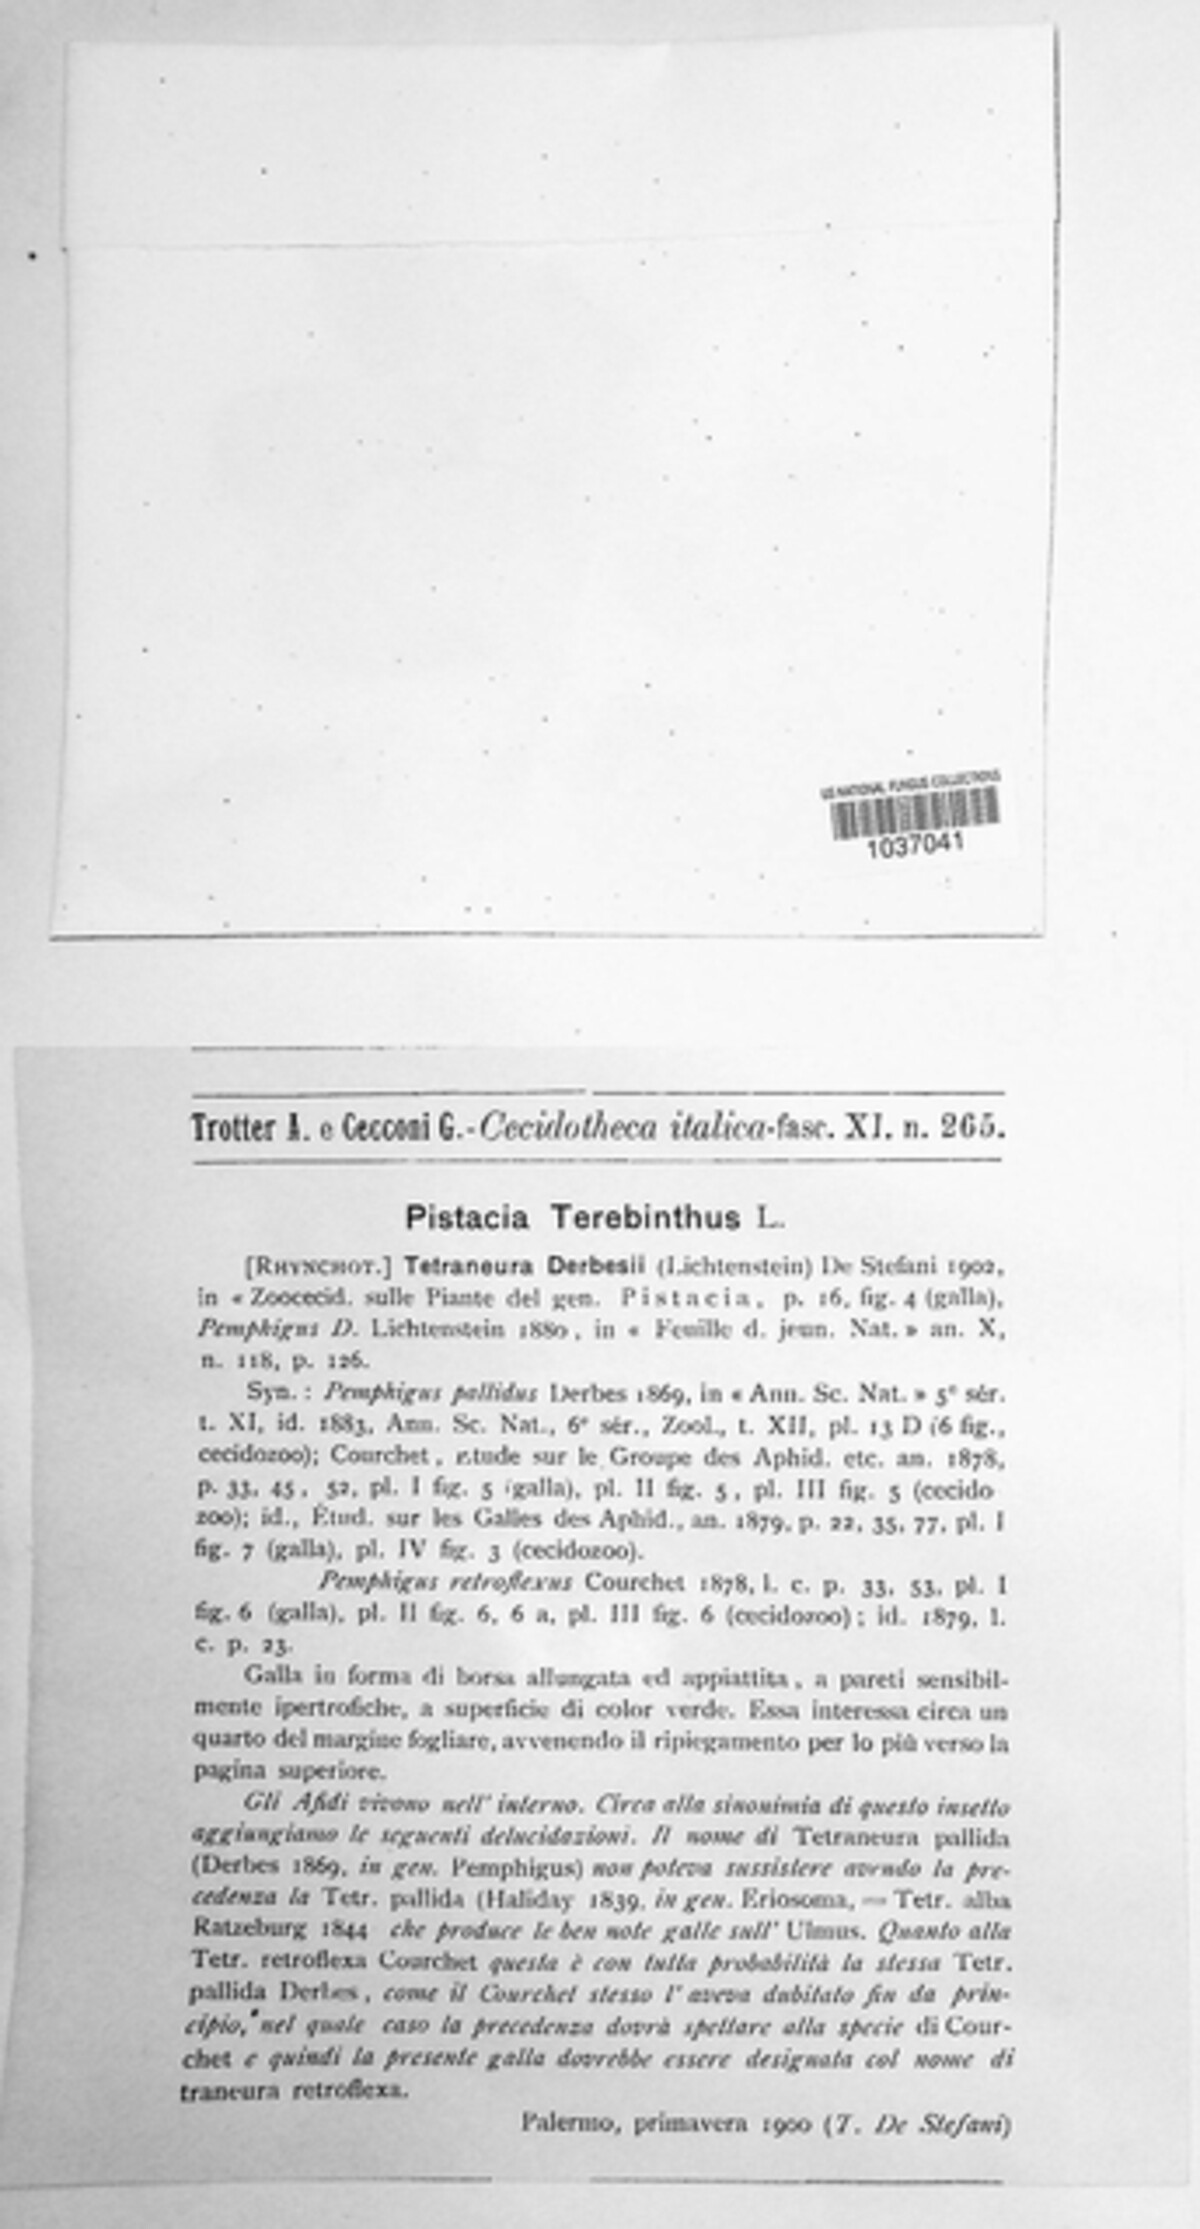 US NATIONAL FUNGUS COLLECTIONS
1037041
Trotter A. e Cecconi G.-Cecidotheca italica-fasc. XI, n. 265.
Pistacia Terebinthus L.
[RHYNCHOT.] Tetraneura Derbesii (Lichtenstein) De Stefani 1902,
in « Zoocecid. sulle Piante del gen. Pistacia, p. 16, fig. 4 (galla),
Pemphigus D. Lichtenstein 1880, in « Feuille d. jeun. Nat. » an. X,
n. 118, p. 126.
Syn.: Pemphigus pallidus Derbes 1869, in « Ann. Sc. Nat. » 5e sér.
t. XI, id. 1883, Ann. Sc. Nat., 6e sér., Zool., t. XII, pl. 13 D (6 fig.,
cecidozoo); Courchet, Etude sur le Groupe des Aphid. etc. an. 1878,
p. 33, 45, 52, pl. I fig. 5 (galla), pl. II fig. 5, pl. III fig. 5 (cecido
zoo); id., Étud. sur les Galles des Aphid., an. 1879, p. 22, 35, 77, pl. I
fig. 7 (galla), pl. IV fig. 3 (cecidozoo).
Pemphigus retroflexus Courchet 1878, l. c. p. 33, 53, pl. I
fig. 6 (galla), pl. II fig. 6, 6 a, pl. III fig. 6 (cecidozoo); id. 1879, l.
c. p. 23.
Galla in forma di borsa allungata ed appiattita, a pareti sensibil-
mente ipertrofiche, a superficie di color verde. Essa interessa circa un
quarto del margine fogliare, avvenendo il ripiegamento per lo più verso la
pagina superiore.
Gli Afidi vivono nell' interno. Circa alla sinonimia di questo insetto
aggiungiamo le seguenti delucidazioni. Il nome di Tetraneura pallida
(Derbes 1869, in gen. Pemphigus) non poteva sussistere avendo la pre-
cedenza la Tetr. pallida (Haliday 1839, in gen. Eriosoma, = Tetr. alba
Ratzeburg 1844 che produce le ben note galle sull' Ulmus. Quanto alla
Tetr. retroflexa Courchet questa è con tutta probabilità la stessa Tetr.
pallida Derbes, come il Courchet stesso l' aveva dubitato fin da prin-
cipio, nel quale caso la precedenza dovrà spettare alla specie di Cour-
chet e quindi la presente galla dovrebbe essere designata col nome di
traneura retroflexa.
Palermo, primavera 1900 (T. De Stefani)